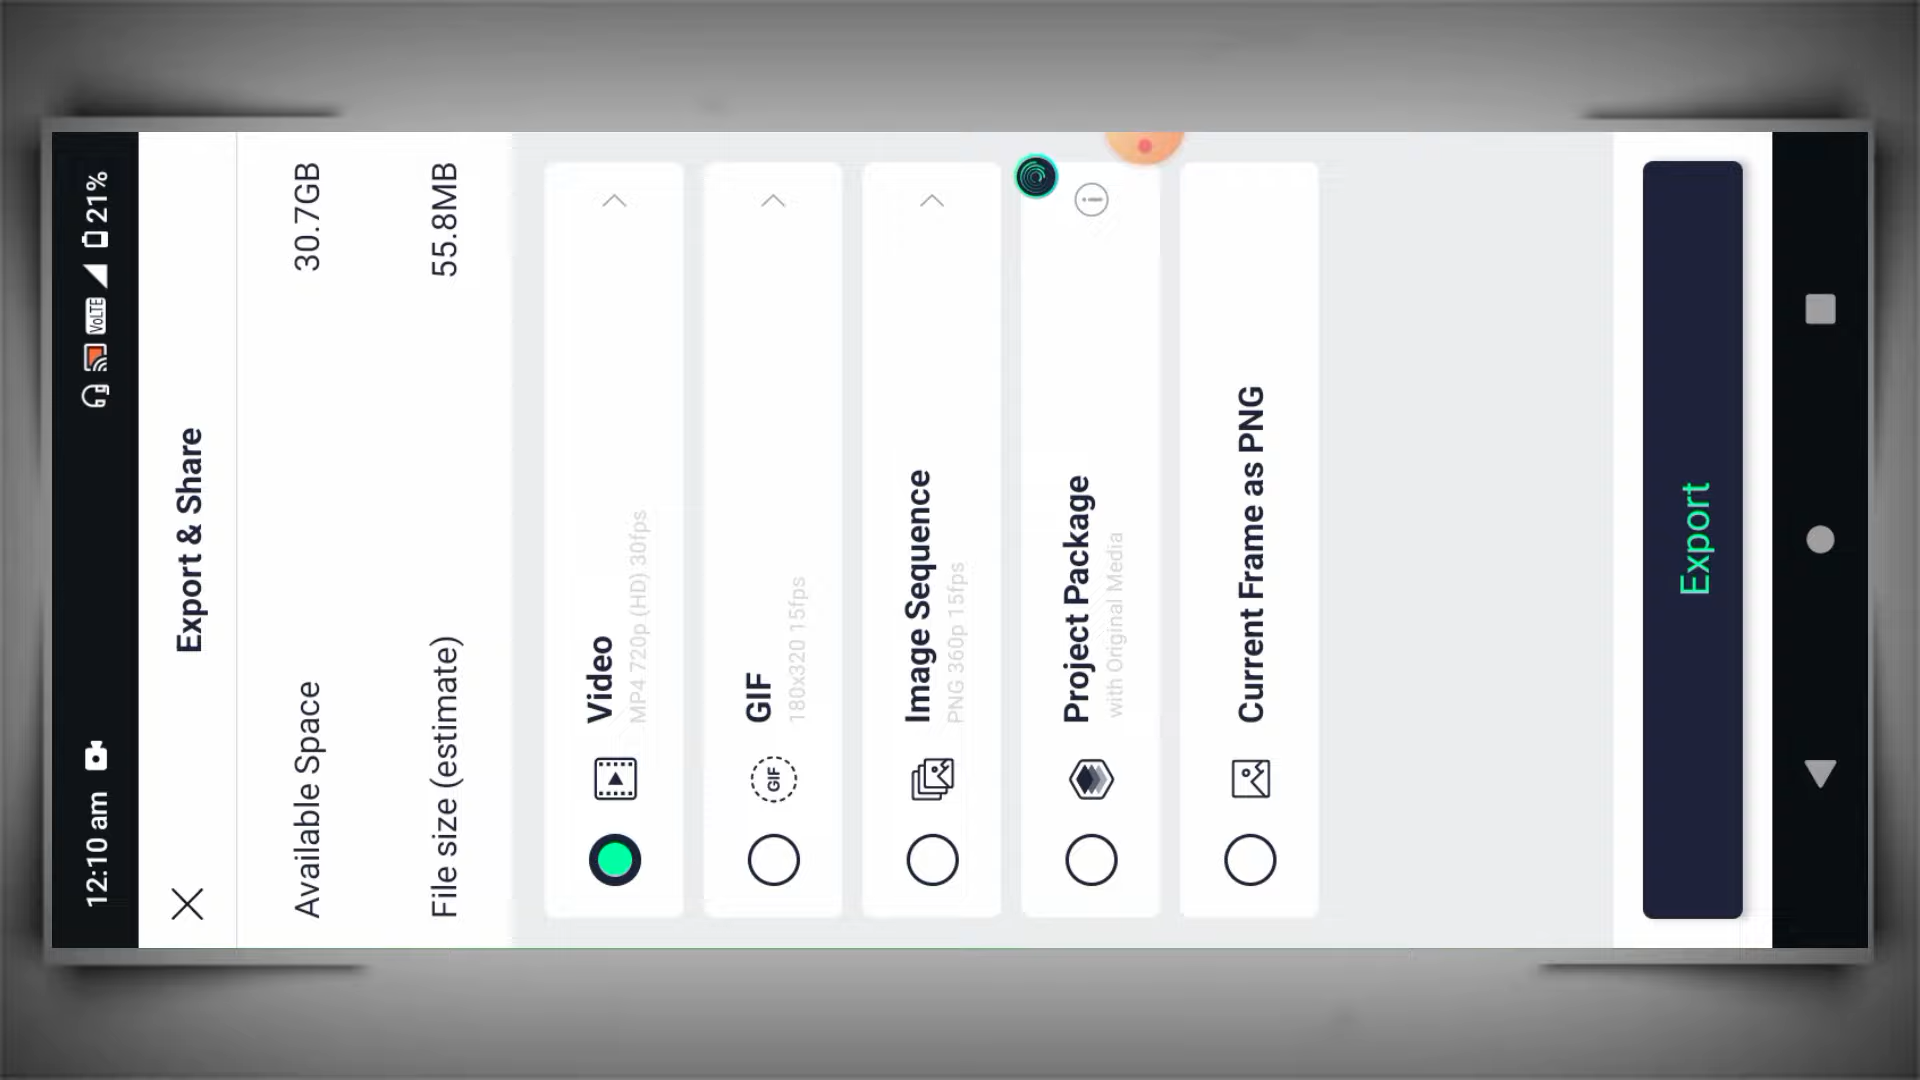 12:10 am
VoLTE
21%
Export & Share
Available Space 30.7GB
File size (estimate) 55.8MB
Video
MP4 720p (HD) 30fps
GIF
GIF
180x320 15fps
Image Sequence
PNG 360p 15fps
Project Package
with Original Media
Current Frame as PNG
Export